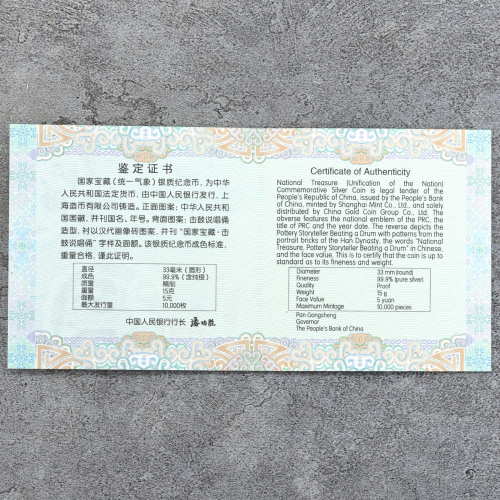 鉴定证书
国家宝藏（统一气象）银质纪念币，为中华
人民共和国法定货币，由中国人民银行发行，上
海造币有限公司铸造。正面图案：中华人民共和
国国徽，并刊国名、年号。背面图案：击鼓说唱俑
造型，衬以汉代画像砖图案，并刊“国家宝藏·击
鼓说唱俑”字样及面额。该银质纪念币成色标准，
重量合格，谨此证明。
直径 33毫米（圆形）
成色 99.9%（含纯银）
质量 精制
重量 15克
面额 5元
最大发行量 10,000枚
中国人民银行行长 潘功胜
Certificate of Authenticity
National Treasure (Unification of the Nation)
Commemorative Silver Coin is legal tender of the
People's Republic of China, issued by the People's Bank
of China, minted by Shanghai Mint Co., Ltd., and solely
distributed by China Gold Coin Group Co., Ltd. The
obverse features the national emblem of the PRC, the
title of PRC and the year date. The reverse depicts the
Pottery Storyteller Beating a Drum with patterns from the
portrait bricks of the Han Dynasty, the words "National
Treasure, Pottery Storyteller Beating a Drum" in Chinese,
and the face value. This is to certify that the coin is up to
standard as to its fineness and weight.
Diameter 33 mm (round)
Fineness 99.9% (pure silver)
Quality Proof
Weight 15 g
Face Value 5 yuan
Maximum Mintage 10,000 pieces
Pan Gongsheng
Governor
The People's Bank of China